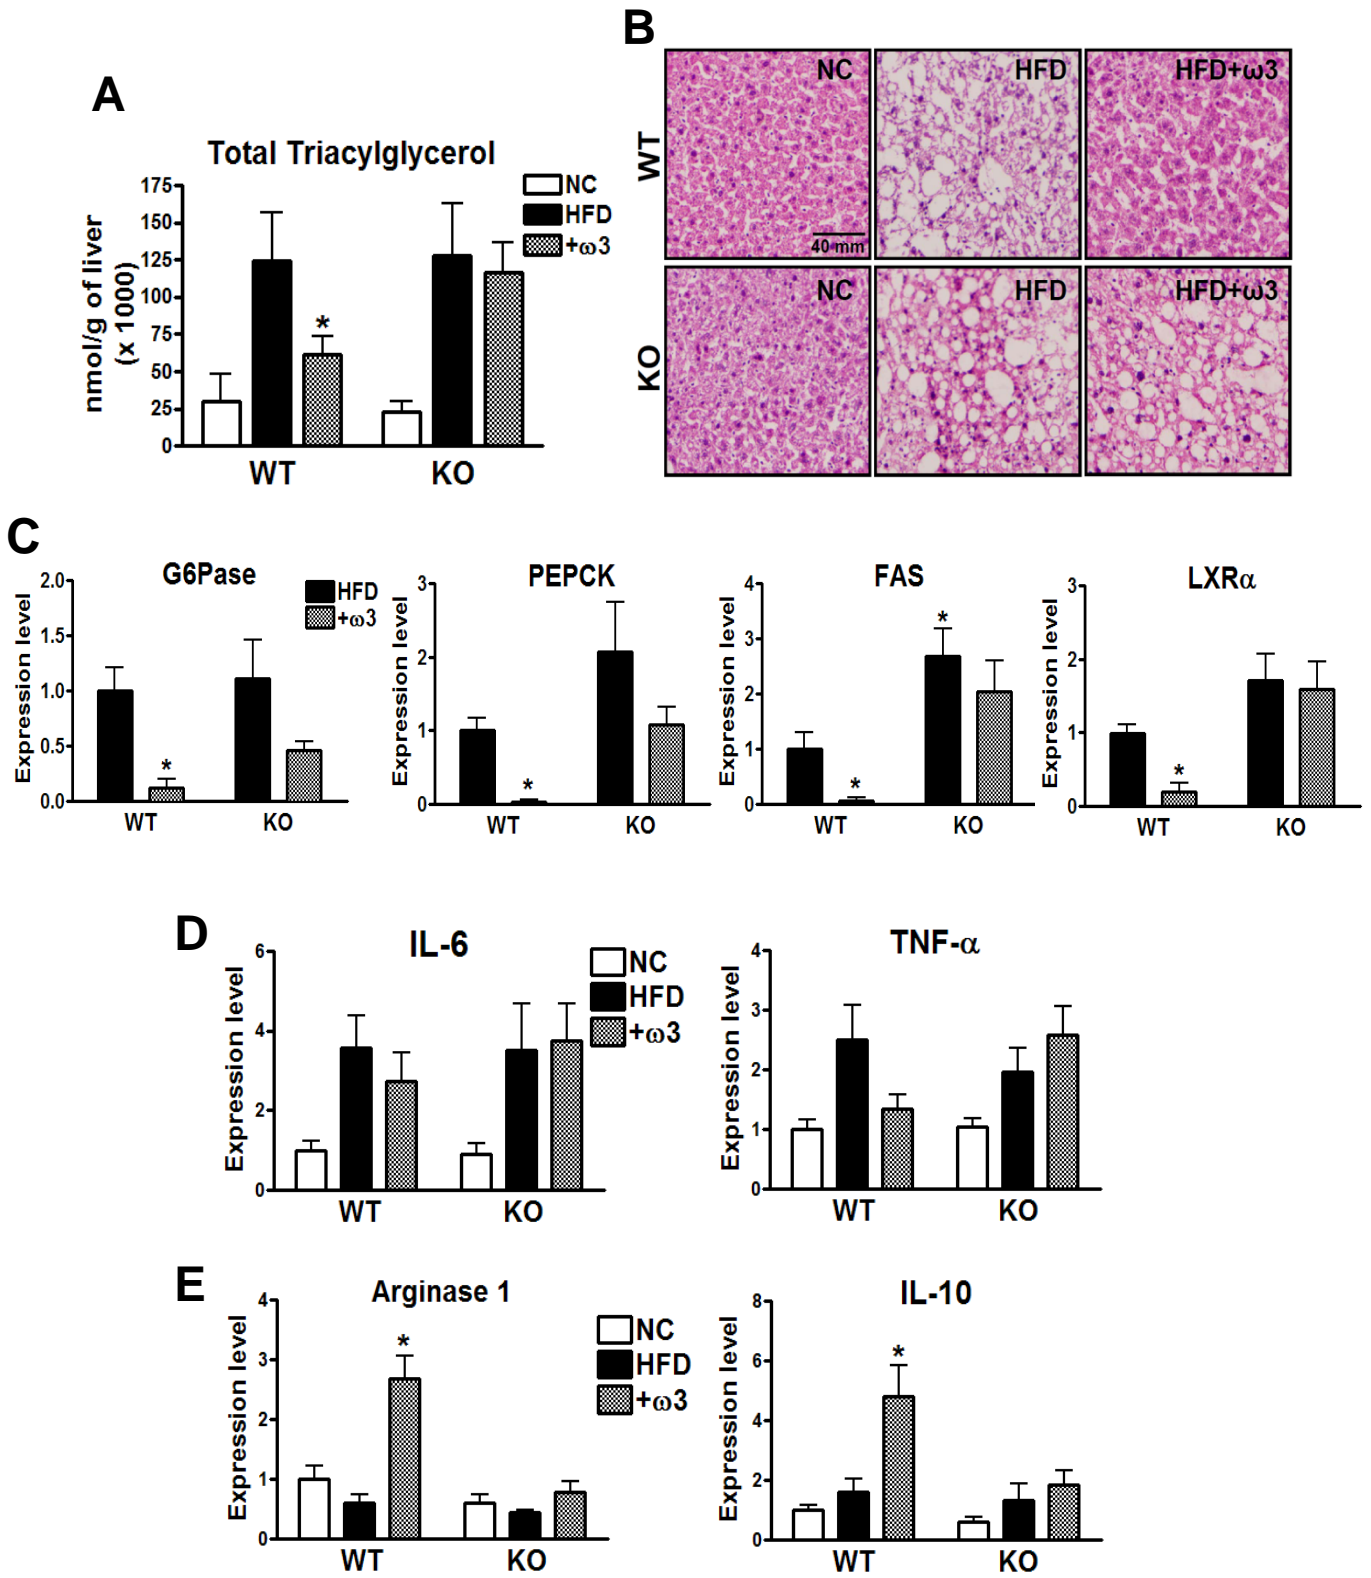 A
Total Triacylglycerol
nmol/g of liver
(x 1000)
175
150
125
100
75
50
25
0
*
NC
HFD
+ω3
WT
KO
B
WT
KO
NC
HFD
HFD+ω3
40 mm
NC
HFD
HFD+ω3
C
G6Pase
Expression level
2.0
1.5
1.0
0.5
0.0
*
HFD
+ω3
WT
KO
PEPCK
Expression level
3
2
1
0
*
WT
KO
FAS
Expression level
4
3
2
1
0
*
*
WT
KO
LXRα
Expression level
3
2
1
0
*
WT
KO
D
IL-6
Expression level
6
4
2
0
NC
HFD
+ω3
WT
KO
TNF-α
Expression level
4
3
2
1
0
WT
KO
E
Arginase 1
Expression level
4
3
2
1
0
*
NC
HFD
+ω3
WT
KO
IL-10
Expression level
8
6
4
2
0
*
WT
KO